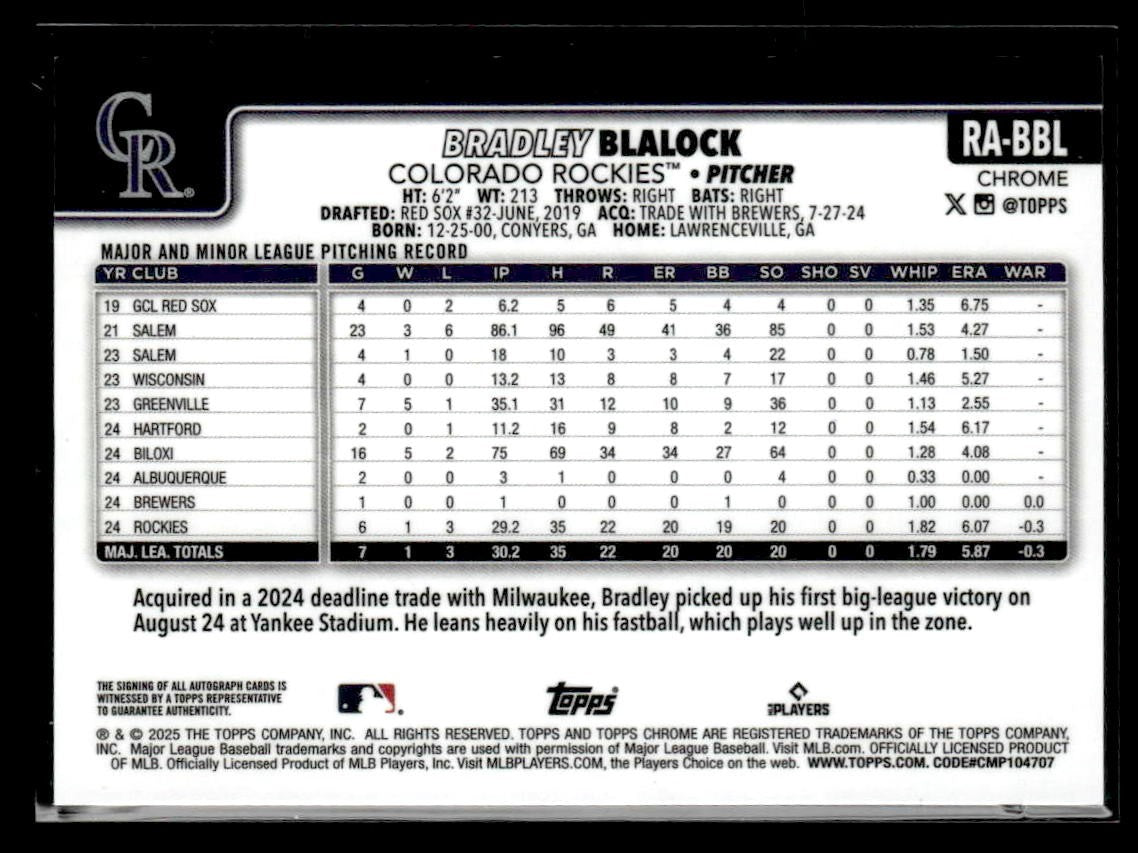 CR®
BRADLEY BLALOCK
RA-BBL
COLORADO ROCKIES™ • PITCHER
CHROME
HT: 6'2" WT: 213 THROWS: RIGHT BATS: RIGHT
X @TOPPS
DRAFTED: RED SOX #32-JUNE, 2019 ACQ: TRADE WITH BREWERS, 7-27-24
BORN: 12-25-00, CONYERS, GA HOME: LAWRENCEVILLE, GA
MAJOR AND MINOR LEAGUE PITCHING RECORD
YR CLUB G W L IP H R ER BB SO SHO SV WHIP ERA WAR
19 GCL RED SOX 4 0 2 6.2 5 6 5 4 4 0 0 1.35 6.75 -
21 SALEM 23 3 6 86.1 96 49 41 36 85 0 0 1.53 4.27 -
23 SALEM 4 1 0 18 10 3 3 4 22 0 0 0.78 1.50 -
23 WISCONSIN 4 0 0 13.2 13 8 8 7 17 0 0 1.46 5.27 -
23 GREENVILLE 7 5 1 35.1 31 12 10 9 36 0 0 1.13 2.55 -
24 HARTFORD 2 0 1 11.2 16 9 8 2 12 0 0 1.54 6.17 -
24 BILOXI 16 5 2 75 69 34 34 27 64 0 0 1.28 4.08 -
24 ALBUQUERQUE 2 0 0 3 1 0 0 0 4 0 0 0.33 0.00 -
24 BREWERS 1 0 0 1 0 0 0 1 0 0 0 1.00 0.00 0.0
24 ROCKIES 6 1 3 29.2 35 22 20 19 20 0 0 1.82 6.07 -0.3
MAJ. LEA. TOTALS 7 1 3 30.2 35 22 20 20 20 0 0 1.79 5.87 -0.3
Acquired in a 2024 deadline trade with Milwaukee, Bradley picked up his first big-league victory on
August 24 at Yankee Stadium. He leans heavily on his fastball, which plays well up in the zone.
THE SIGNING OF ALL AUTOGRAPH CARDS IS
WITNESSED BY A TOPPS REPRESENTATIVE
TO GUARANTEE AUTHENTICITY.
Topps®
MLB PLAYERS
® & © 2025 THE TOPPS COMPANY, INC. ALL RIGHTS RESERVED. TOPPS AND TOPPS CHROME ARE REGISTERED TRADEMARKS OF THE TOPPS COMPANY,
INC. Major League Baseball trademarks and copyrights are used with permission of Major League Baseball. Visit MLB.com. OFFICIALLY LICENSED PRODUCT
OF MLB. Officially Licensed Product of MLB Players, Inc. Visit MLBPLAYERS.COM, the Players Choice on the web. WWW.TOPPS.COM. CODE#CMP104707